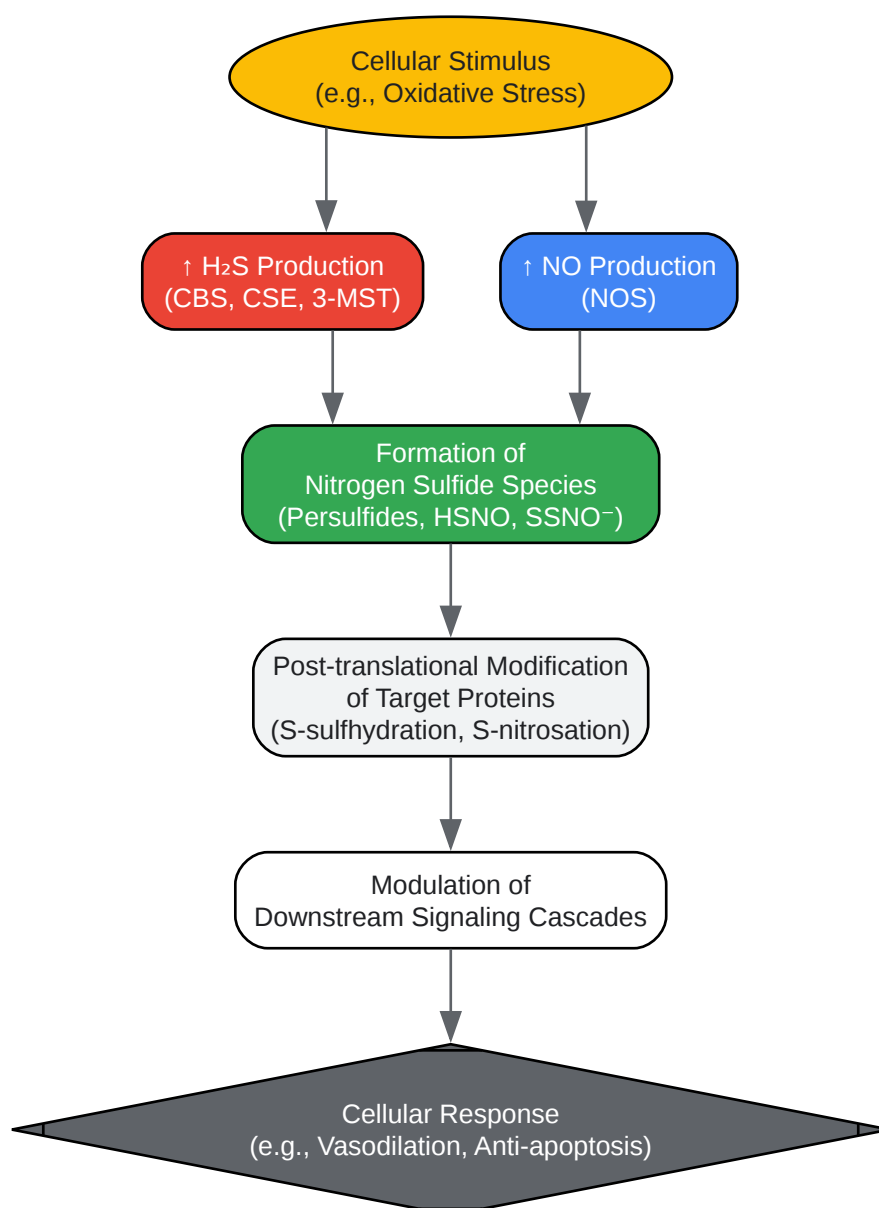 Cellular Stimulus
(e.g., Oxidative Stress)
↑ H₂S Production
(CBS, CSE, 3-MST)
↑ NO Production
(NOS)
Formation of
Nitrogen Sulfide Species
(Persulfides, HSNO, SSNO⁻)
Post-translational Modification
of Target Proteins
(S-sulfhydration, S-nitrosation)
Modulation of
Downstream Signaling Cascades
Cellular Response
(e.g., Vasodilation, Anti-apoptosis)